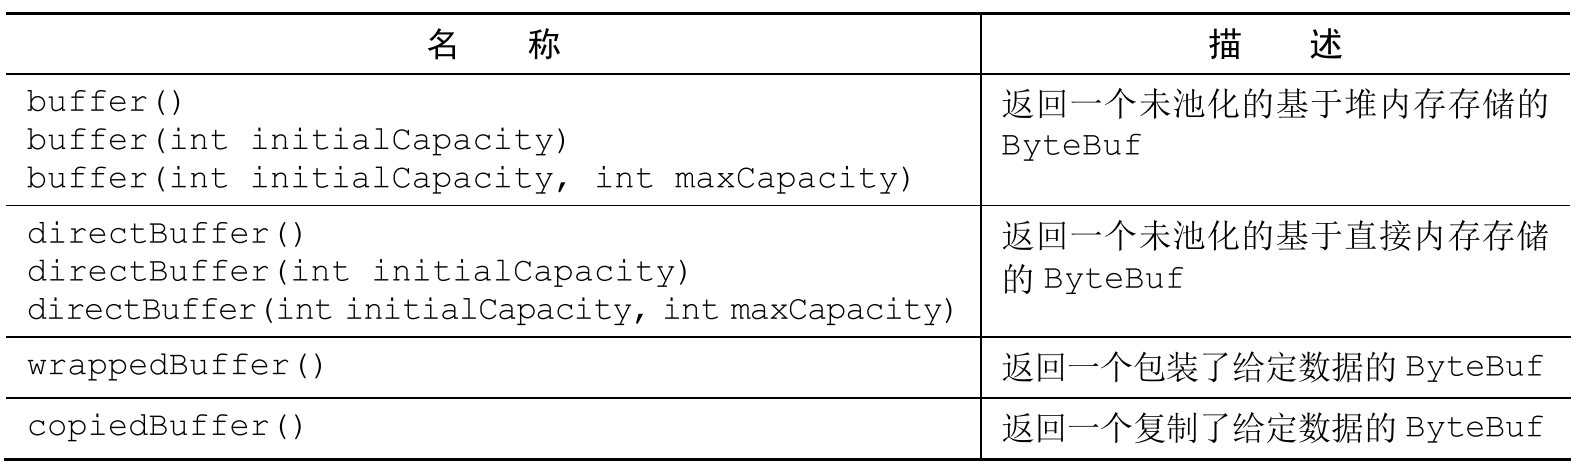 名 称 描 述
buffer() 返回一个未池化的基于堆内存存储的
buffer(int initialCapacity) ByteBuf
buffer(int initialCapacity, int maxCapacity)
directBuffer() 返回一个未池化的基于直接内存存储
directBuffer(int initialCapacity) 的 ByteBuf
directBuffer(int initialCapacity, int maxCapacity)
wrappedBuffer() 返回一个包装了给定数据的 ByteBuf
copiedBuffer() 返回一个复制了给定数据的 ByteBuf